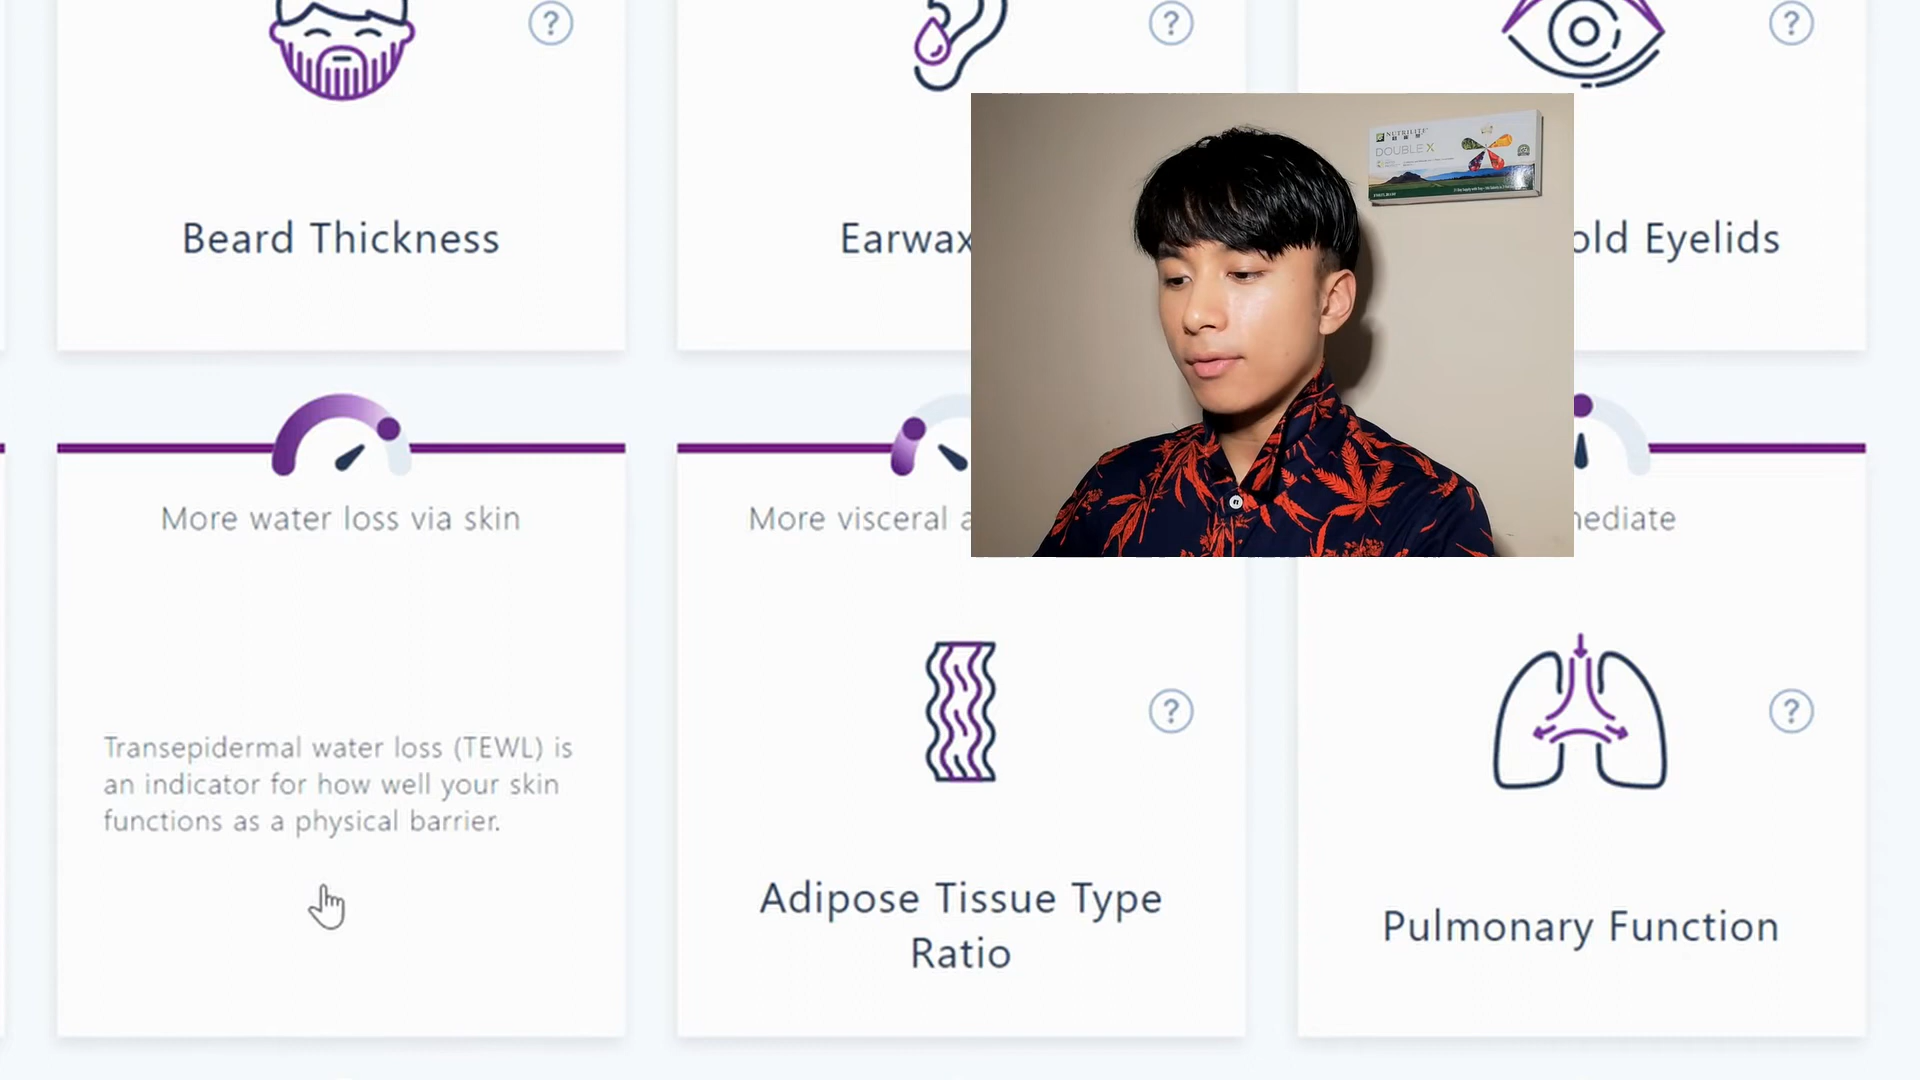 ?
?
?
Beard Thickness
Earwax
old Eyelids
NUTRILITE
DOUBLE X
More water loss via skin
More visceral a
nediate
Transepidermal water loss (TEWL) is
an indicator for how well your skin
functions as a physical barrier.
?
?
Adipose Tissue Type
Ratio
Pulmonary Function